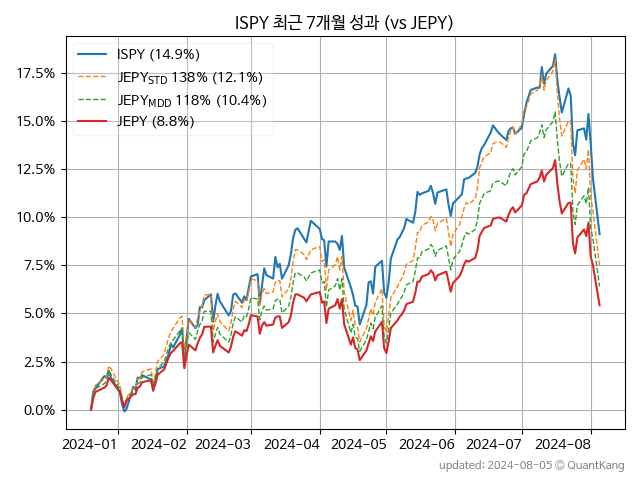 ISPY 최근 7개월 성과 (vs JEPY)
ISPY (14.9%)
JEPYSTD 138% (12.1%)
JEPYMDD 118% (10.4%)
JEPY (8.8%)
17.5%
15.0%
12.5%
10.0%
7.5%
5.0%
2.5%
0.0%
2024-01 2024-02 2024-03 2024-04 2024-05 2024-06 2024-07 2024-08
updated: 2024-08-05 © QuantKang